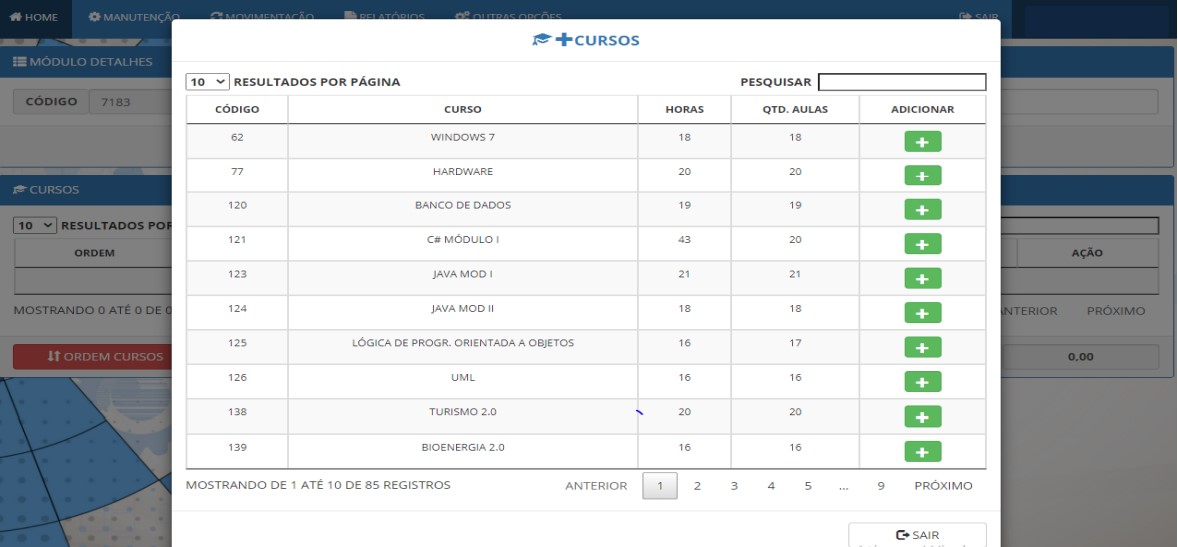 HOME MANUTENÇÃO MOVIMENTAÇÃO RELATÓRIOS OUTRAS OPÇÕES SAIR
+CURSOS
MÓDULO DETALHES
10 RESULTADOS POR PÁGINA PESQUISAR
CÓDIGO 7183
CÓDIGO CURSO HORAS QTD. AULAS ADICIONAR
62 WINDOWS 7 18 18
77 HARDWARE 20 20
CURSOS
120 BANCO DE DADOS 19 19
10 RESULTADOS POR
121 C# MÓDULO I 43 20
ORDEM AÇÃO
123 JAVA MOD I 21 21
124 JAVA MOD II 18 18
MOSTRANDO 0 ATÉ 0 DE 0 NTERIOR PRÓXIMO
125 LÓGICA DE PROGR. ORIENTADA A OBJETOS 16 17
ORDEM CURSOS 0,00
126 UML 16 16
138 TURISMO 2.0 20 20
139 BIOENERGIA 2.0 16 16
MOSTRANDO DE 1 ATÉ 10 DE 85 REGISTROS ANTERIOR 1 2 3 4 5 ... 9 PRÓXIMO
SAIR